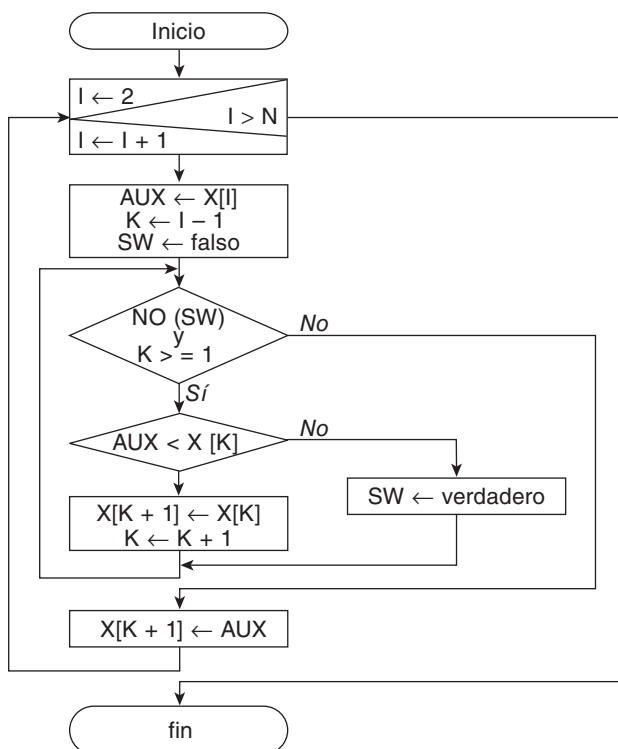 Inicio
I ← 2
I > N
I ← I + 1
AUX ← X[I]
K ← I – 1
SW ← falso
NO (SW)
y
K > = 1
No
Sí
AUX < X [K]
No
SW ← verdadero
X[K + 1] ← X[K]
K ← K + 1
X[K + 1] ← AUX
fin